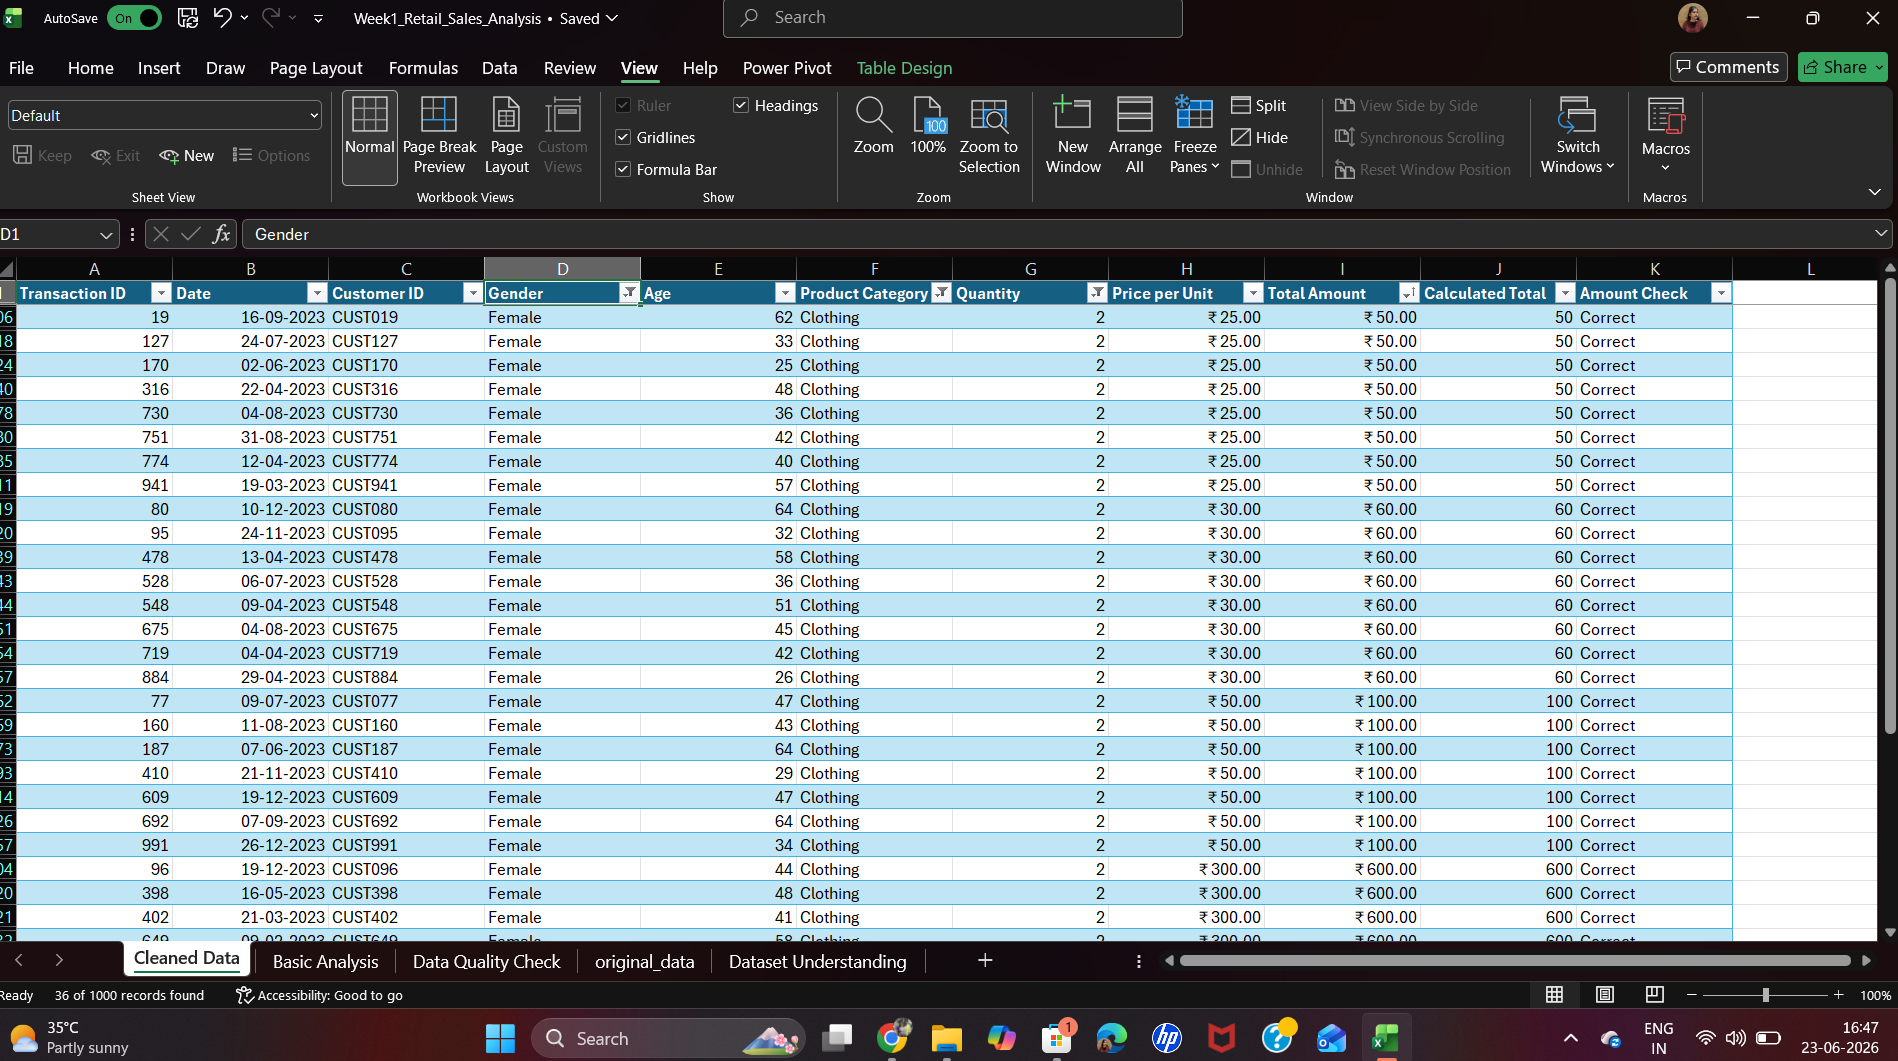 AutoSave On Week1_Retail_Sales_Analysis • Saved Search
File Home Insert Draw Page Layout Formulas Data Review View Help Power Pivot Table Design Comments Share
Default
Keep Exit New Options
Sheet View
Normal Page Break Preview Page Layout Custom Views
Workbook Views
Ruler Headings
Gridlines
Formula Bar
Show
Zoom 100 100% Zoom to Selection
Zoom
New Window Arrange All Freeze Panes Split
Hide
Unhide
View Side by Side
Synchronous Scrolling
Reset Window Position
Switch Windows
Window
Macros
Macros
D1 fx Gender
A B C D E F G H I J K L
Transaction ID Date Customer ID Gender Age Product Category Quantity Price per Unit Total Amount Calculated Total Amount Check
19 16-09-2023 CUST019 Female 62 Clothing 2 ₹ 25.00 ₹ 50.00 50 Correct
127 24-07-2023 CUST127 Female 33 Clothing 2 ₹ 25.00 ₹ 50.00 50 Correct
170 02-06-2023 CUST170 Female 25 Clothing 2 ₹ 25.00 ₹ 50.00 50 Correct
316 22-04-2023 CUST316 Female 48 Clothing 2 ₹ 25.00 ₹ 50.00 50 Correct
730 04-08-2023 CUST730 Female 36 Clothing 2 ₹ 25.00 ₹ 50.00 50 Correct
751 31-08-2023 CUST751 Female 42 Clothing 2 ₹ 25.00 ₹ 50.00 50 Correct
774 12-04-2023 CUST774 Female 40 Clothing 2 ₹ 25.00 ₹ 50.00 50 Correct
941 19-03-2023 CUST941 Female 57 Clothing 2 ₹ 25.00 ₹ 50.00 50 Correct
80 10-12-2023 CUST080 Female 64 Clothing 2 ₹ 30.00 ₹ 60.00 60 Correct
95 24-11-2023 CUST095 Female 32 Clothing 2 ₹ 30.00 ₹ 60.00 60 Correct
478 13-04-2023 CUST478 Female 58 Clothing 2 ₹ 30.00 ₹ 60.00 60 Correct
528 06-07-2023 CUST528 Female 36 Clothing 2 ₹ 30.00 ₹ 60.00 60 Correct
548 09-04-2023 CUST548 Female 51 Clothing 2 ₹ 30.00 ₹ 60.00 60 Correct
675 04-08-2023 CUST675 Female 45 Clothing 2 ₹ 30.00 ₹ 60.00 60 Correct
719 04-04-2023 CUST719 Female 42 Clothing 2 ₹ 30.00 ₹ 60.00 60 Correct
884 29-04-2023 CUST884 Female 26 Clothing 2 ₹ 30.00 ₹ 60.00 60 Correct
77 09-07-2023 CUST077 Female 47 Clothing 2 ₹ 50.00 ₹ 100.00 100 Correct
160 11-08-2023 CUST160 Female 43 Clothing 2 ₹ 50.00 ₹ 100.00 100 Correct
187 07-06-2023 CUST187 Female 64 Clothing 2 ₹ 50.00 ₹ 100.00 100 Correct
410 21-11-2023 CUST410 Female 29 Clothing 2 ₹ 50.00 ₹ 100.00 100 Correct
609 19-12-2023 CUST609 Female 47 Clothing 2 ₹ 50.00 ₹ 100.00 100 Correct
692 07-09-2023 CUST692 Female 64 Clothing 2 ₹ 50.00 ₹ 100.00 100 Correct
991 26-12-2023 CUST991 Female 34 Clothing 2 ₹ 50.00 ₹ 100.00 100 Correct
96 19-12-2023 CUST096 Female 44 Clothing 2 ₹ 300.00 ₹ 600.00 600 Correct
398 16-05-2023 CUST398 Female 48 Clothing 2 ₹ 300.00 ₹ 600.00 600 Correct
402 21-03-2023 CUST402 Female 41 Clothing 2 ₹ 300.00 ₹ 600.00 600 Correct
Cleaned Data Basic Analysis Data Quality Check original_data Dataset Understanding
Ready 36 of 1000 records found Accessibility: Good to go 100%
35°C
Partly sunny
Search
1
ENG
IN
16:47
23-06-2026